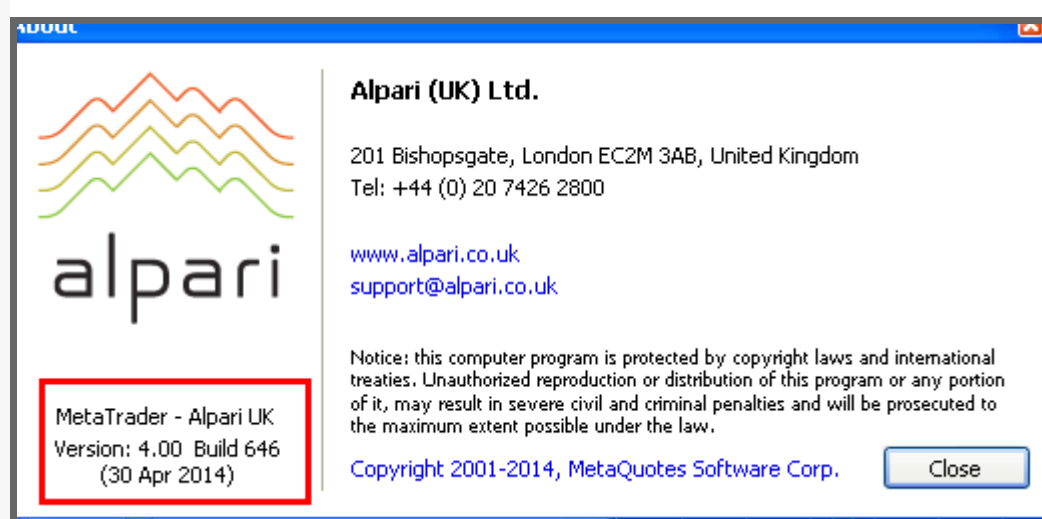 About
alpari
MetaTrader - Alpari UK
Version: 4.00 Build 646
(30 Apr 2014)
Alpari (UK) Ltd.
201 Bishopsgate, London EC2M 3AB, United Kingdom
Tel: +44 (0) 20 7426 2800
www.alpari.co.uk
support@alpari.co.uk
Notice: this computer program is protected by copyright laws and international
treaties. Unauthorized reproduction or distribution of this program or any portion
of it, may result in severe civil and criminal penalties and will be prosecuted to
the maximum extent possible under the law.
Copyright 2001-2014, MetaQuotes Software Corp.
Close